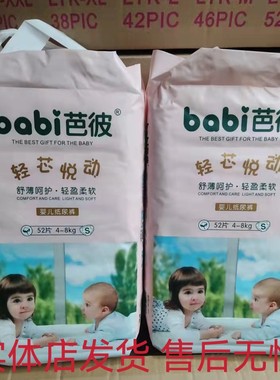 38PIC 42PIC 46PIC
babi芭彼®
THE BEST GIFT FOR THE BABY
轻芯悦动
舒薄呵护·轻盈柔软
COMFORT AND CARE LIGHT AND SOFT
婴儿纸尿裤
52片 4~8kg S
babi芭彼
THE BEST GIFT FOR THE BABY
轻芯悦动
舒薄呵护·轻盈柔软
COMFORT AND CARE LIGHT AND SOFT
婴儿纸尿裤
52片 4~8kg S
实体店发货 售后无忧